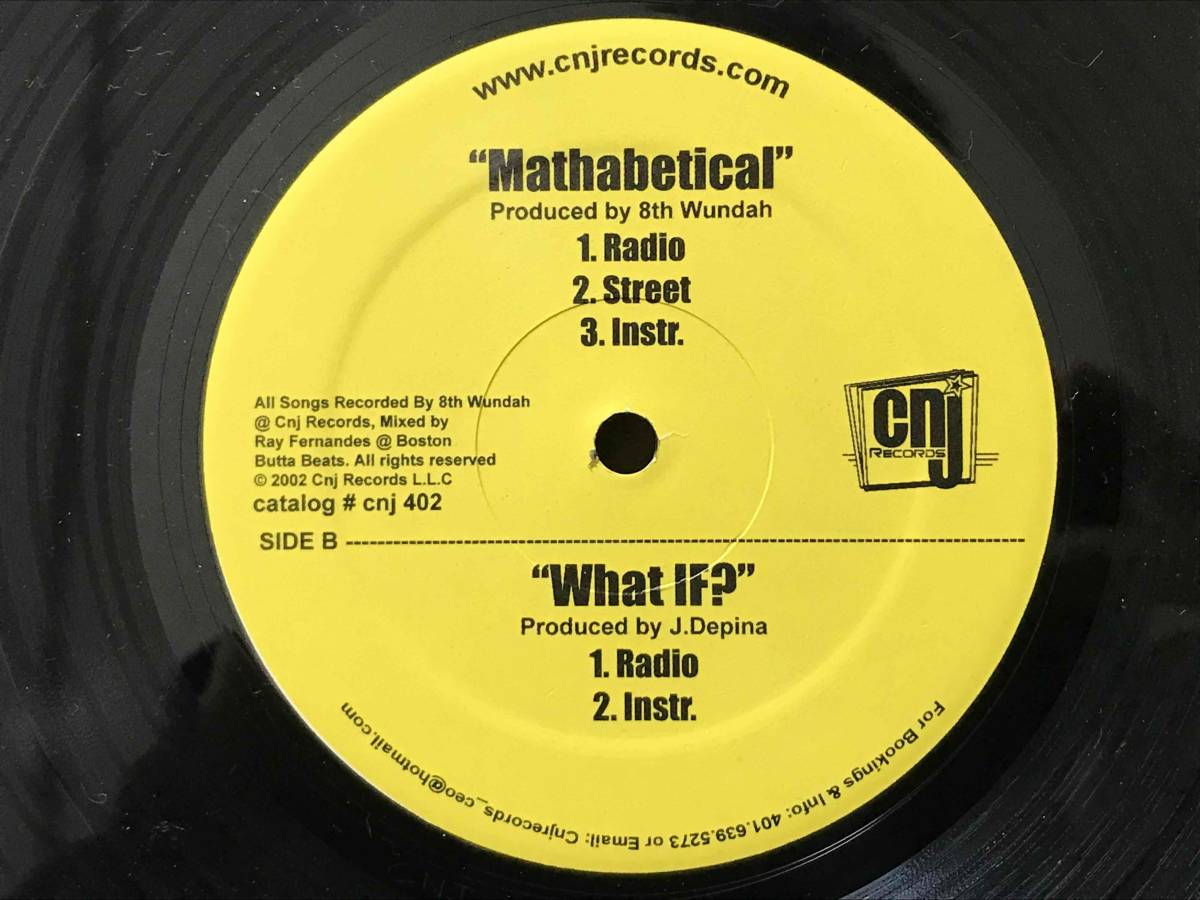 www.cnjrecords.com
“Mathabetical”
Produced by 8th Wundah
1. Radio
2. Street
3. Instr.
All Songs Recorded By 8th Wundah
@ Cnj Records, Mixed by
Ray Fernandes @ Boston
Butta Beats. All rights reserved
© 2002 Cnj Records L.L.C
catalog # cnj 402
cnj
RECORDS
SIDE B
“What IF?”
Produced by J.Depina
1. Radio
2. Instr.
For Bookings & Info: 401.639.5273 or Email: Cnjrecords_ceo@hotmail.com